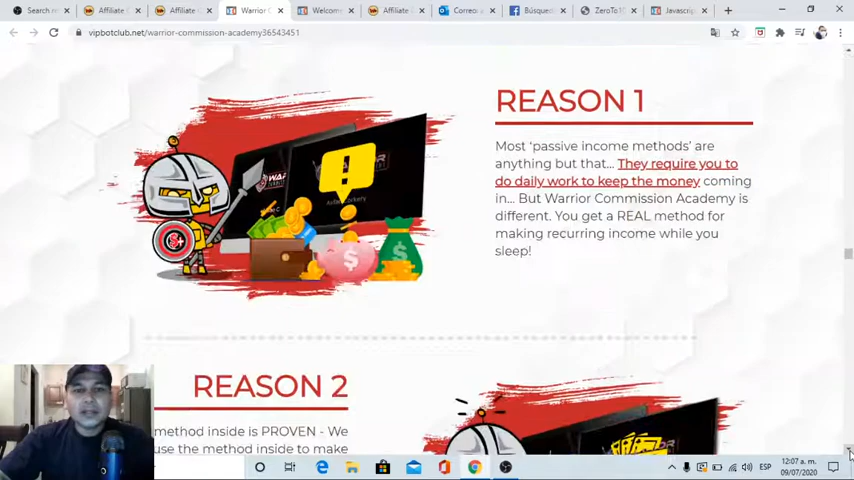 Search ne
Affiliate E
Affiliate
Warrior C
Welcome
Affiliate A
Correo:
Búsqued
ZeroTo10
Javascrip
vipbotclub.net/warrior-commission-academy36543451
REASON 1
Most 'passive income methods' are
anything but that... They require you to
do daily work to keep the money coming
in... But Warrior Commission Academy is
different. You get a REAL method for
making recurring income while you
sleep!
REASON 2
method inside is PROVEN - We
use the method inside to make
ESP
12:07 a. m.
09/07/2020